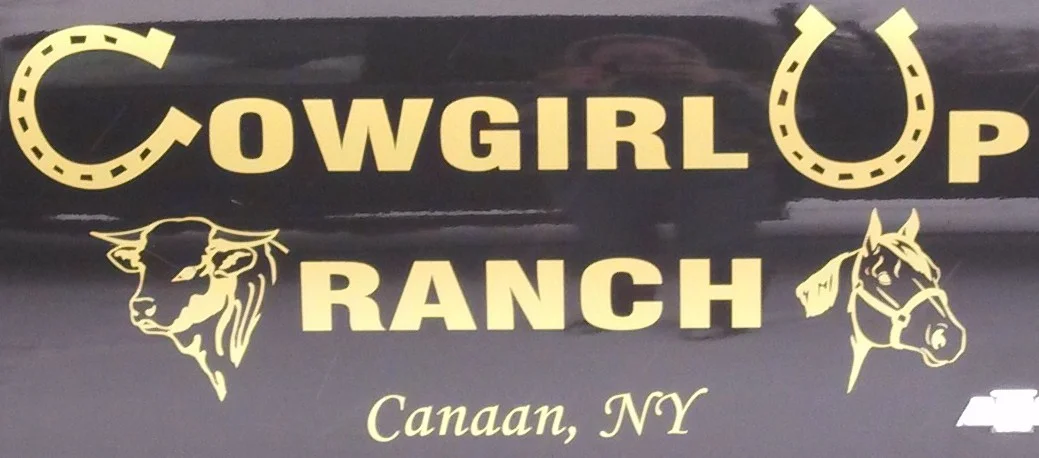 COWGIRL UP
RANCH
Canaan, NY